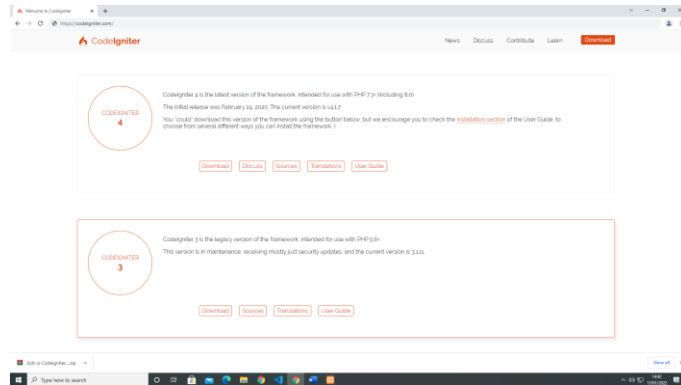 Welcome to CodeIgniter
https://codeigniter.com/
CodeIgniter
News Discuss Contribute Learn Download
CODEIGNITER
4
CodeIgniter 4 is the latest version of the framework, intended for use with PHP 7.3+ (including 8.0).
The initial release was February 24, 2020. The current version is v4.1.7.
You *could* download this version of the framework using the button below, but we encourage you to check the Installation section of the User Guide, to
choose from several different ways you can install the framework :)
Download Discuss Sources Translations User Guide
CODEIGNITER
3
CodeIgniter 3 is the legacy version of the framework, intended for use with PHP 5.6+.
This version is in maintenance, receiving mostly just security updates, and the current version is 3.1.11.
Download Sources Translations User Guide
Show all
Type here to search